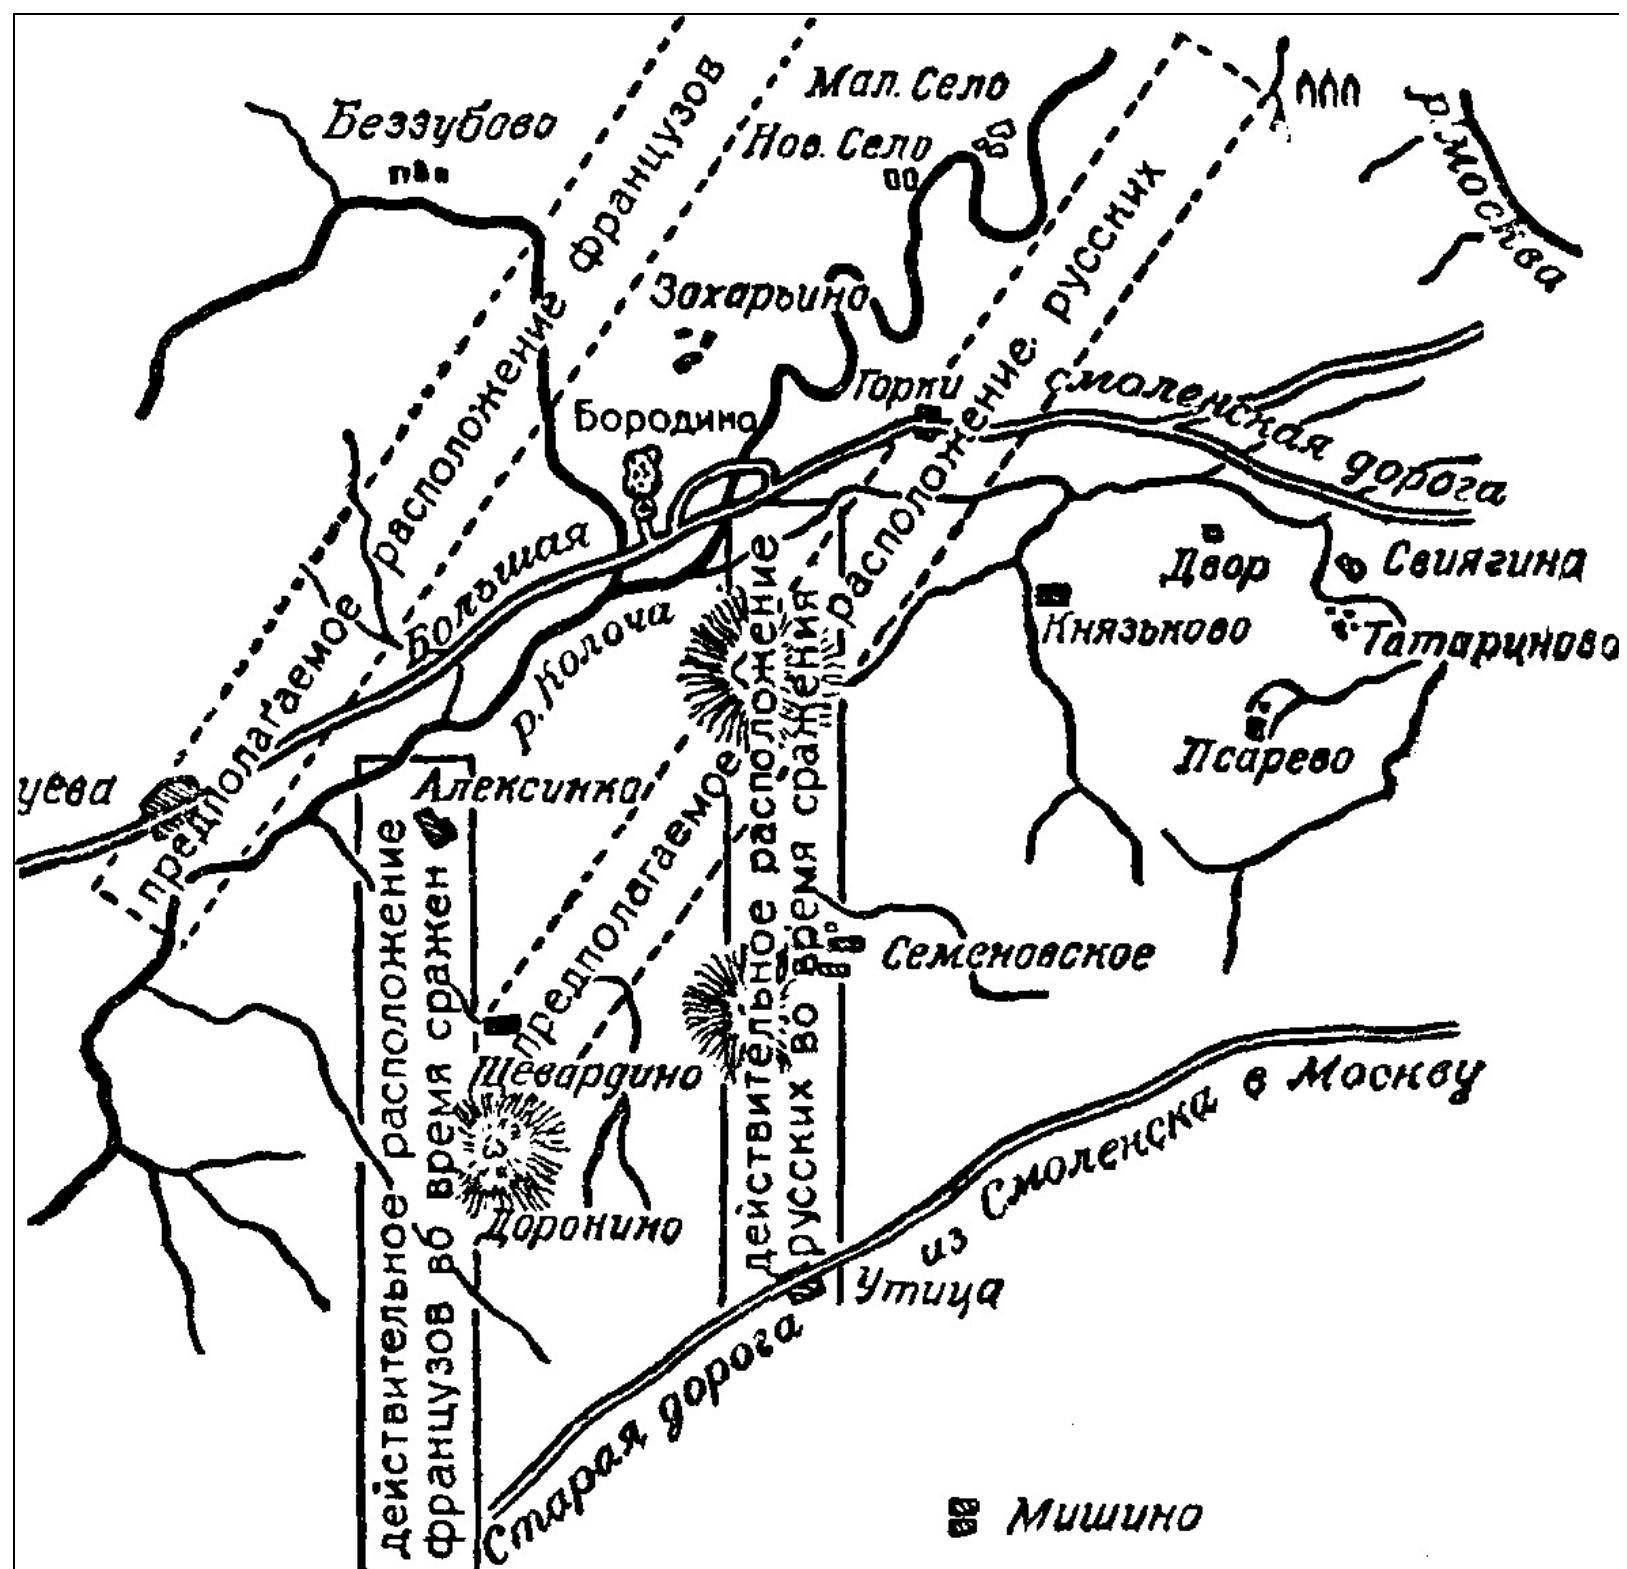 Беззубово
Мал. Село
Нов. Село
р. Москва
Захарьино
Горки
Бородино
Большая смоленская дорога
р. Колоча
Двор
Свиягина
Князьково
Татариново
Псарево
уева
Алексинка
Семеновское
Шевардино
Доронино
Утица
Старая дорога из Смоленска в Москву
Мишино
предполагаемое расположение французов
предполагаемое расположение русских
действительное расположение
французов во время сражен
действительное расположение
русских во время сражения